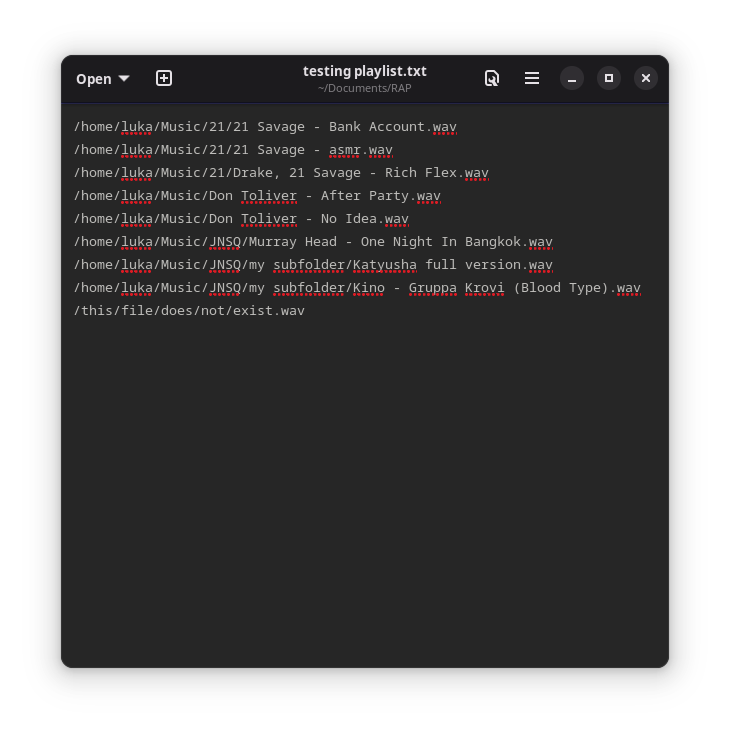 Open
testing playlist.txt
~/Documents/RAP
/home/luka/Music/21/21 Savage - Bank Account.wav
/home/luka/Music/21/21 Savage - asmr.wav
/home/luka/Music/21/Drake, 21 Savage - Rich Flex.wav
/home/luka/Music/Don Toliver - After Party.wav
/home/luka/Music/Don Toliver - No Idea.wav
/home/luka/Music/JNSQ/Murray Head - One Night In Bangkok.wav
/home/luka/Music/JNSQ/my subfolder/Katyusha full version.wav
/home/luka/Music/JNSQ/my subfolder/Kino - Gruppa Krovi (Blood Type).wav
/this/file/does/not/exist.wav